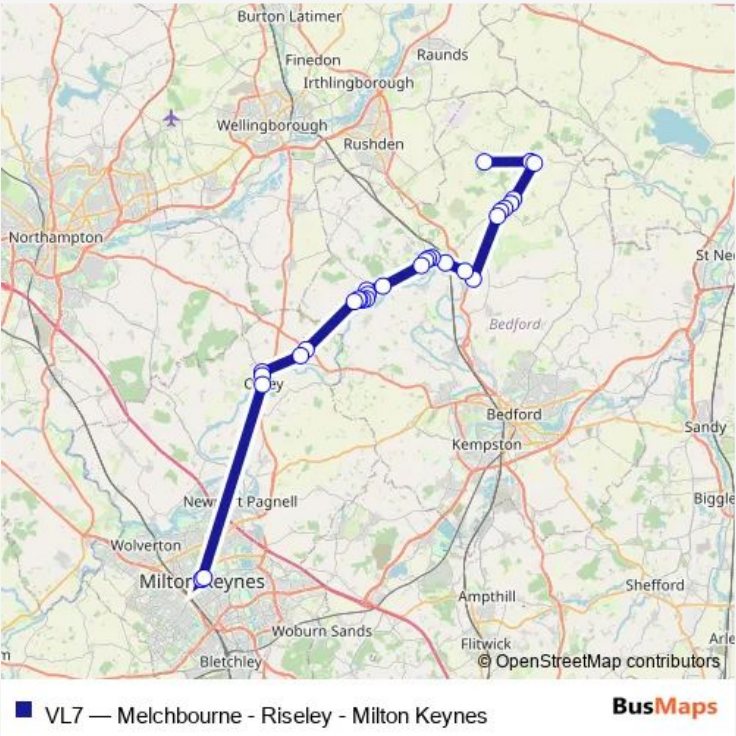 Burton Latimer
Finedon
Raunds
Irthlingborough
Wellingborough
Rushden
Northampton
St Ne
Bedford
Bedford
Kempston
Sandy
Newport Pagnell
Biggle
Wolverton
Milton Keynes
Shefford
Ampthill
Woburn Sands
Flitwick
Arle
m
Bletchley
© OpenStreetMap contributors
VL7 — Melchbourne - Riseley - Milton Keynes
BusMaps